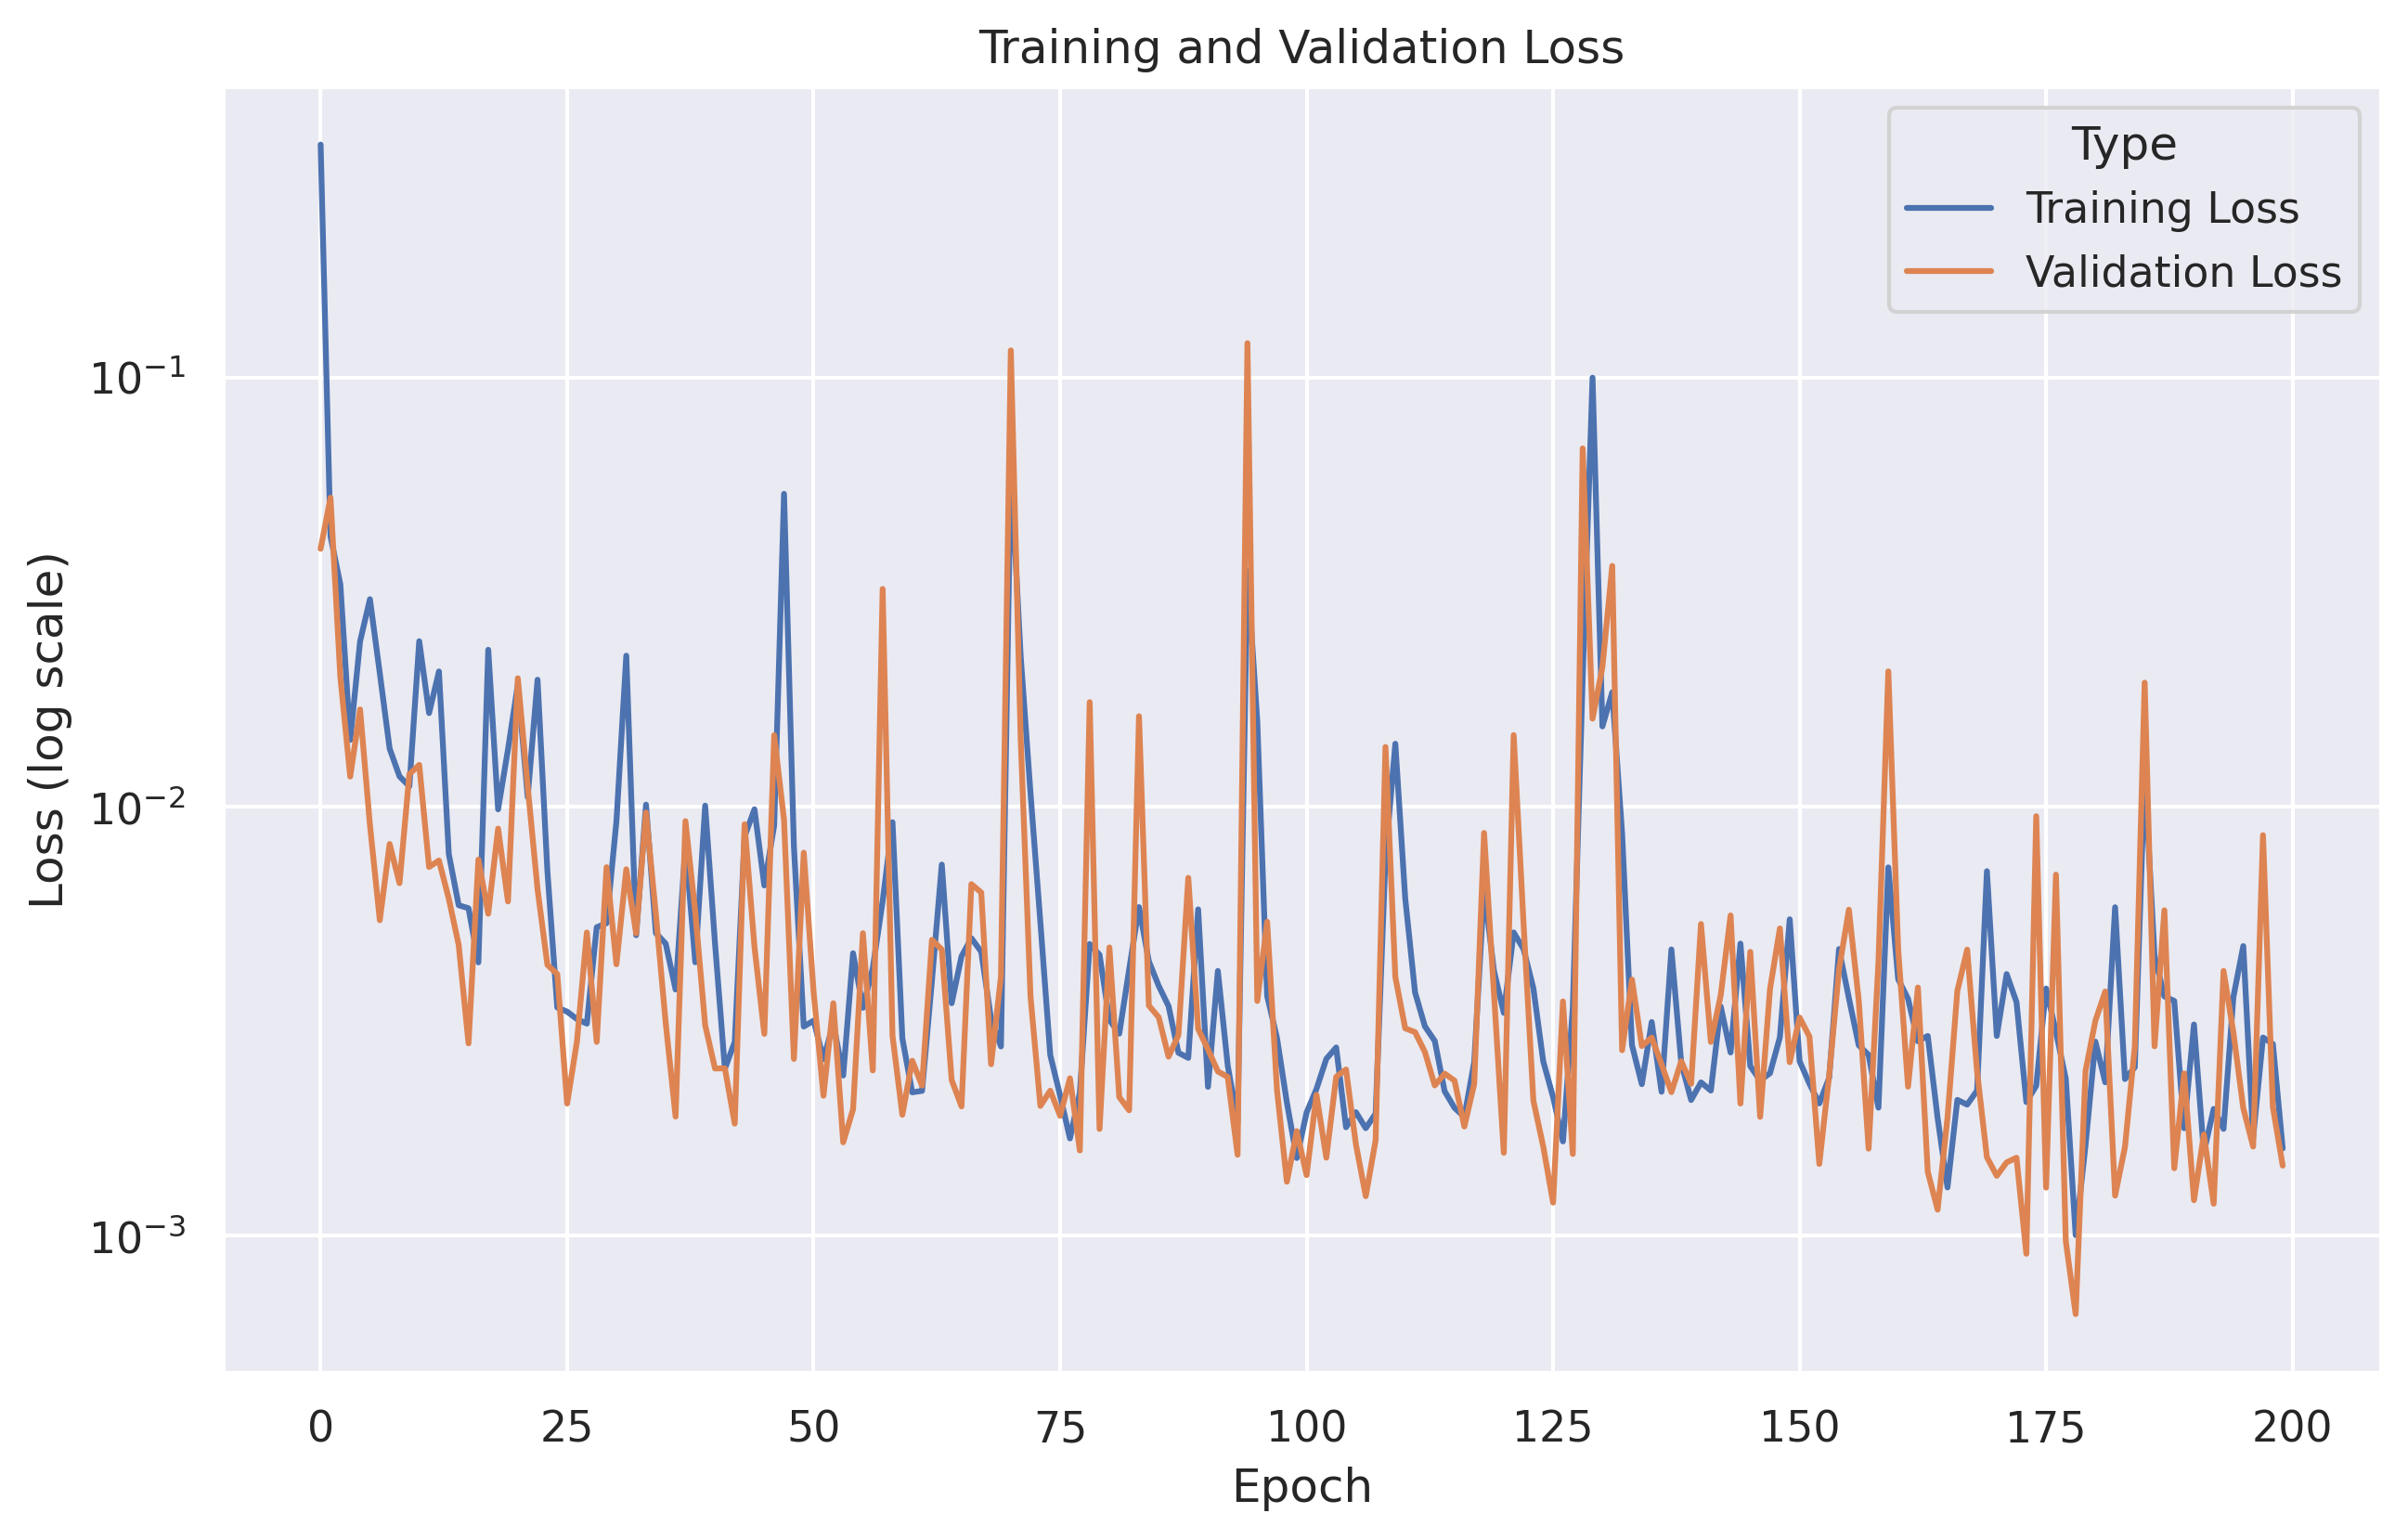 Training and Validation Loss
Type
Training Loss
Validation Loss
Loss (log scale)
10⁻¹
10⁻²
10⁻³
0 25 50 75 100 125 150 175 200
Epoch